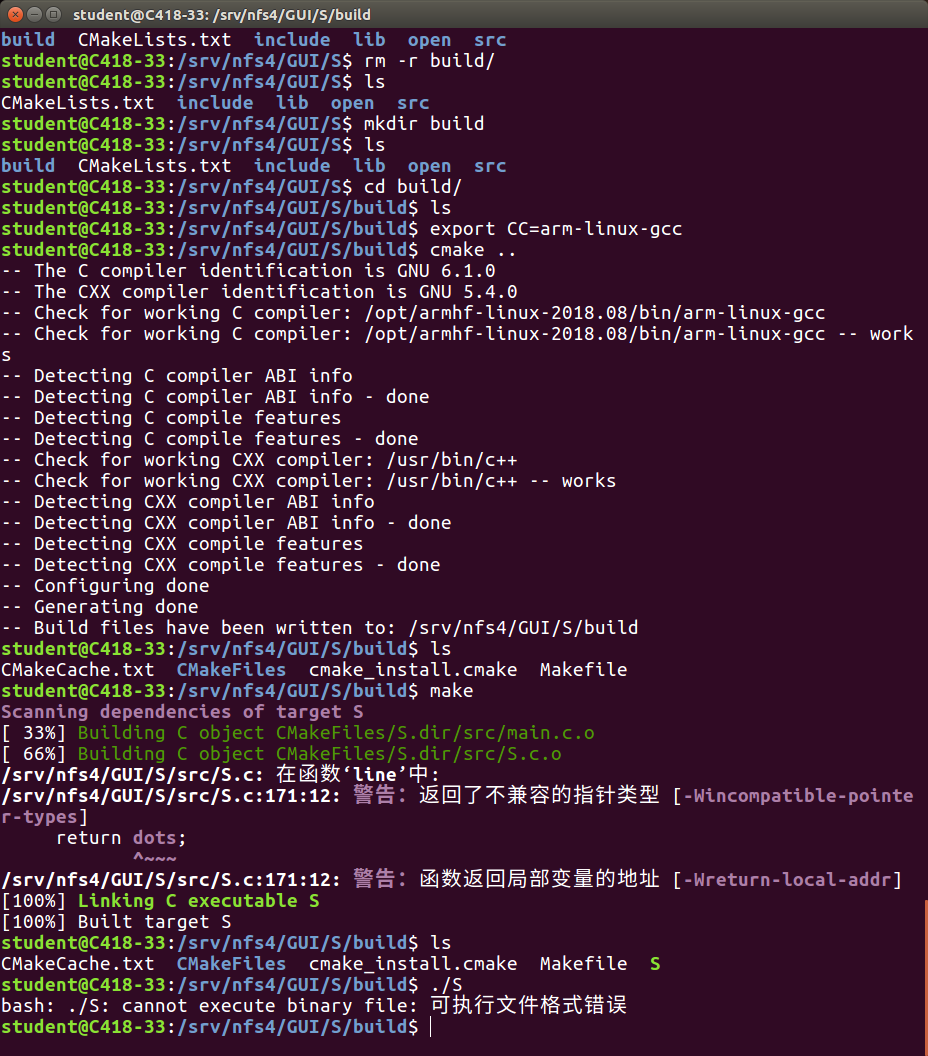 student@C418-33: /srv/nfs4/GUI/S/build
build  CMakeLists.txt  include  lib  open  src
student@C418-33:/srv/nfs4/GUI/S$ rm -r build/
student@C418-33:/srv/nfs4/GUI/S$ ls
CMakeLists.txt  include  lib  open  src
student@C418-33:/srv/nfs4/GUI/S$ mkdir build
student@C418-33:/srv/nfs4/GUI/S$ ls
build  CMakeLists.txt  include  lib  open  src
student@C418-33:/srv/nfs4/GUI/S$ cd build/
student@C418-33:/srv/nfs4/GUI/S/build$ ls
student@C418-33:/srv/nfs4/GUI/S/build$ export CC=arm-linux-gcc
student@C418-33:/srv/nfs4/GUI/S/build$ cmake ..
-- The C compiler identification is GNU 6.1.0
-- The CXX compiler identification is GNU 5.4.0
-- Check for working C compiler: /opt/armhf-linux-2018.08/bin/arm-linux-gcc
-- Check for working C compiler: /opt/armhf-linux-2018.08/bin/arm-linux-gcc -- work
s
-- Detecting C compiler ABI info
-- Detecting C compiler ABI info - done
-- Detecting C compile features
-- Detecting C compile features - done
-- Check for working CXX compiler: /usr/bin/c++
-- Check for working CXX compiler: /usr/bin/c++ -- works
-- Detecting CXX compiler ABI info
-- Detecting CXX compiler ABI info - done
-- Detecting CXX compile features
-- Detecting CXX compile features - done
-- Configuring done
-- Generating done
-- Build files have been written to: /srv/nfs4/GUI/S/build
student@C418-33:/srv/nfs4/GUI/S/build$ ls
CMakeCache.txt  CMakeFiles  cmake_install.cmake  Makefile
student@C418-33:/srv/nfs4/GUI/S/build$ make
Scanning dependencies of target S
[ 33%] Building C object CMakeFiles/S.dir/src/main.c.o
[ 66%] Building C object CMakeFiles/S.dir/src/S.c.o
/srv/nfs4/GUI/S/src/S.c: 在函数‘line’中:
/srv/nfs4/GUI/S/src/S.c:171:12: 警告: 返回了不兼容的指针类型 [-Wincompatible-pointe
r-types]
     return dots;
            ^~~~
/srv/nfs4/GUI/S/src/S.c:171:12: 警告: 函数返回局部变量的地址 [-Wreturn-local-addr]
[100%] Linking C executable S
[100%] Built target S
student@C418-33:/srv/nfs4/GUI/S/build$ ls
CMakeCache.txt  CMakeFiles  cmake_install.cmake  Makefile  S
student@C418-33:/srv/nfs4/GUI/S/build$ ./S
bash: ./S: cannot execute binary file: 可执行文件格式错误
student@C418-33:/srv/nfs4/GUI/S/build$